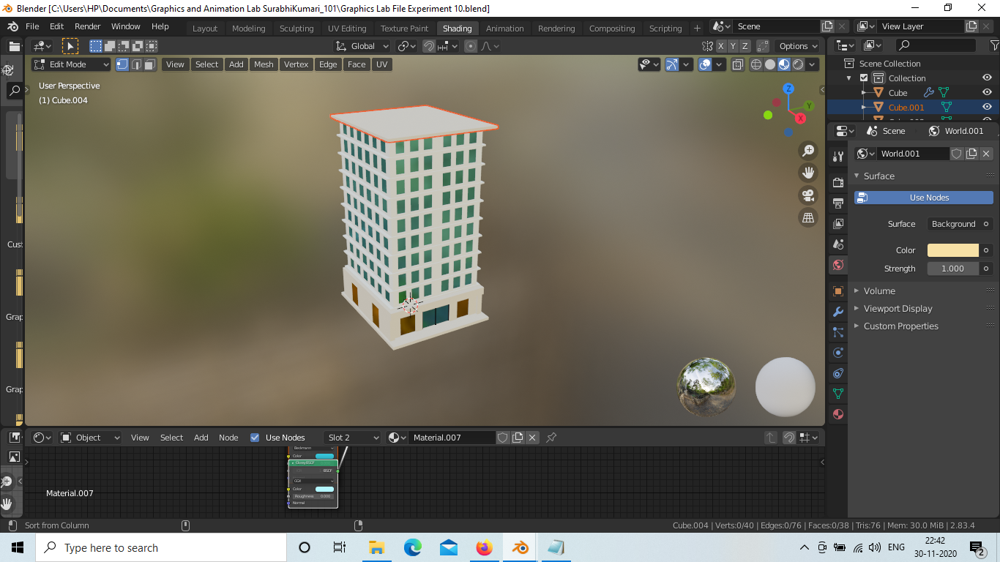 Blender [C:\Users\HP\Documents\Graphics and Animation Lab SurabhiKumari_101\Graphics Lab File Experiment 10.blend]
File Edit Render Window Help Layout Modeling Sculpting UV Editing Texture Paint Shading Animation Rendering Compositing Scripting + Scene View Layer
Global X Y Z Options
Edit Mode View Select Add Mesh Vertex Edge Face UV
User Perspective
(1) Cube.004
Z
Y
X
Scene Collection
Collection
Cube
Cube.001
Scene World.001
World.001
Surface
Use Nodes
Surface Background
Color
Strength 1.000
Volume
Viewport Display
Custom Properties
Cust
Grap
Grap
Object View Select Add Node Use Nodes Slot 2 Material.007
Beckmann
Color
Glossy BSDF
BSDF
GGX
Color
Roughness 0.000
Normal
Material.007
Sort from Column
Cube.004 | Verts:0/40 | Edges:0/76 | Faces:0/38 | Tris:76 | Mem: 30.0 MiB | 2.83.4
Type here to search
ENG
22:42
30-11-2020
2